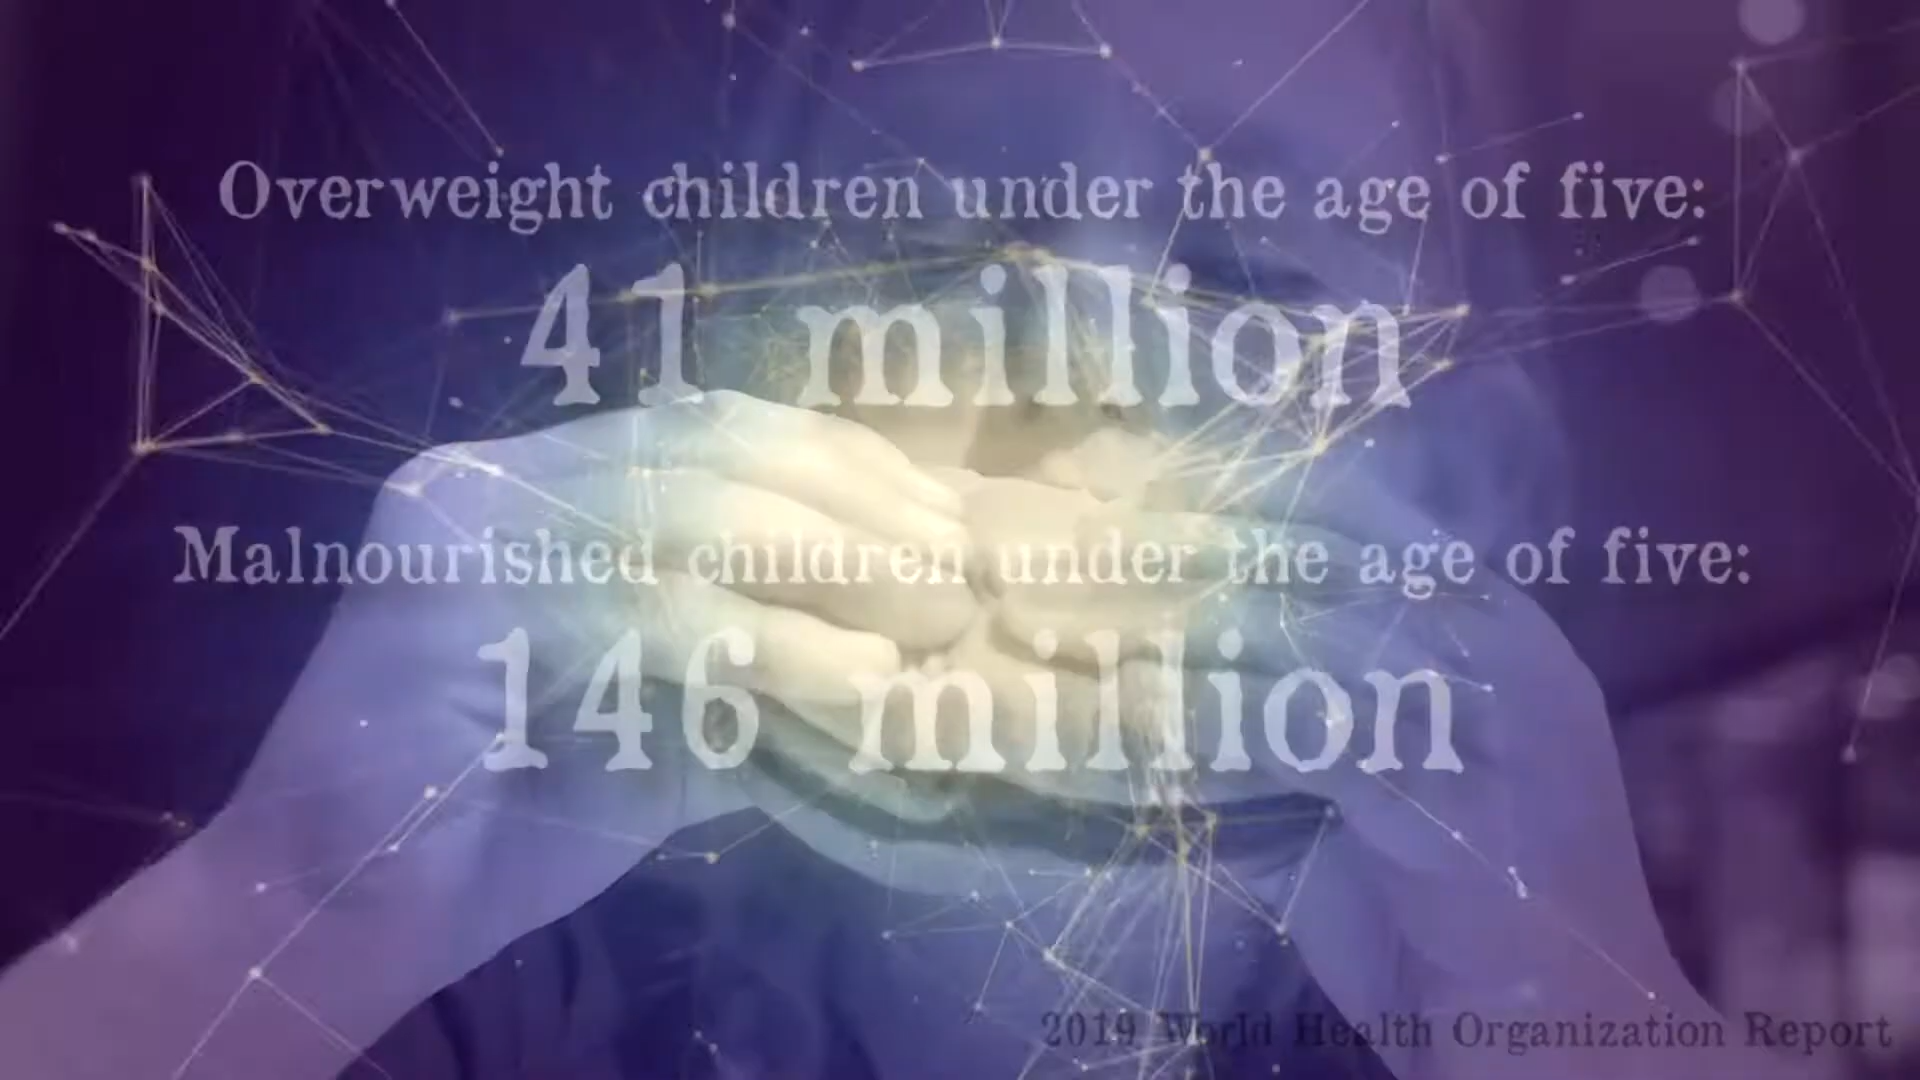 Overweight children under the age of five:
41 million
Malnourished children under the age of five:
146 million
2019 World Health Organization Report